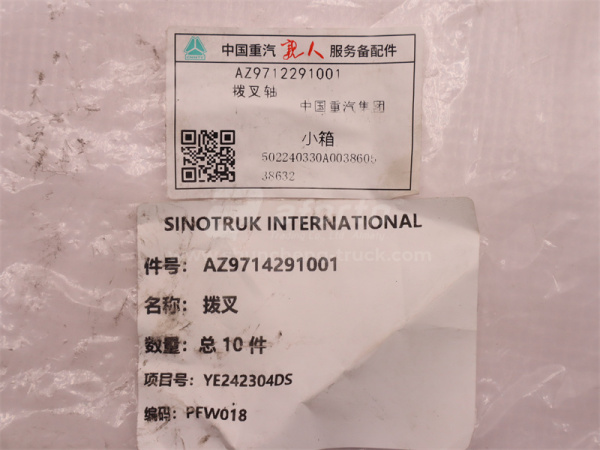 中国重汽 亲人 服务备配件
AZ9712291001
拨叉轴
中国重汽集团
小箱
502240330A0038605
38632
SINOTRUK INTERNATIONAL
件号: AZ9714291001
名称: 拨叉
数量: 总 10 件
项目号: YE242304DS
编码: PFW018